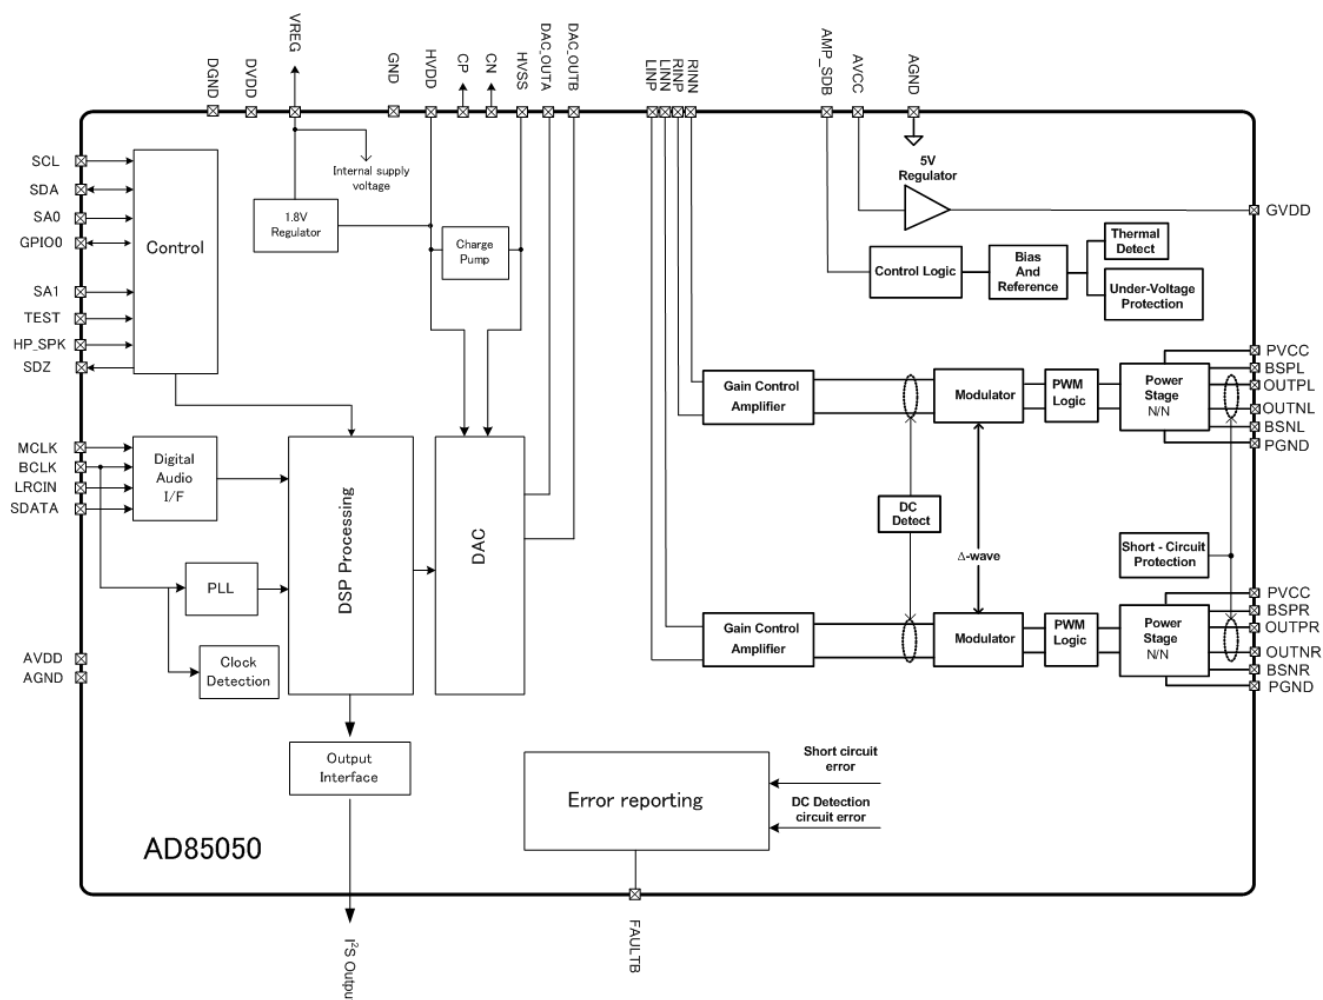 VREG
DGND
DVDD
GND
HVDD
CP
CN
HVSS
DAC_OUTA
DAC_OUTB
LINP
LINN
RINP
RINN
AMP_SDB
AVCC
AGND
SCL
SDA
SA0
GPIO0
SA1
TEST
HP_SPK
SDZ
Control
Internal supply
voltage
1.8V
Regulator
Charge
Pump
5V
Regulator
GVDD
Control Logic
Bias
And
Reference
Thermal
Detect
Under-Voltage
Protection
Gain Control
Amplifier
Modulator
PWM
Logic
Power
Stage
N/N
PVCC
BSPL
OUTPL
OUTNL
BSNL
PGND
MCLK
BCLK
LRCIN
SDATA
Digital
Audio
I/F
DSP Processing
DAC
PLL
Clock
Detection
AVDD
AGND
DC
Detect
Δ-wave
Short - Circuit
Protection
Gain Control
Amplifier
Modulator
PWM
Logic
Power
Stage
N/N
PVCC
BSPR
OUTPR
OUTNR
BSNR
PGND
Output
Interface
Error reporting
Short circuit
error
DC Detection
circuit error
AD85050
I²S Outpu
FAULTB